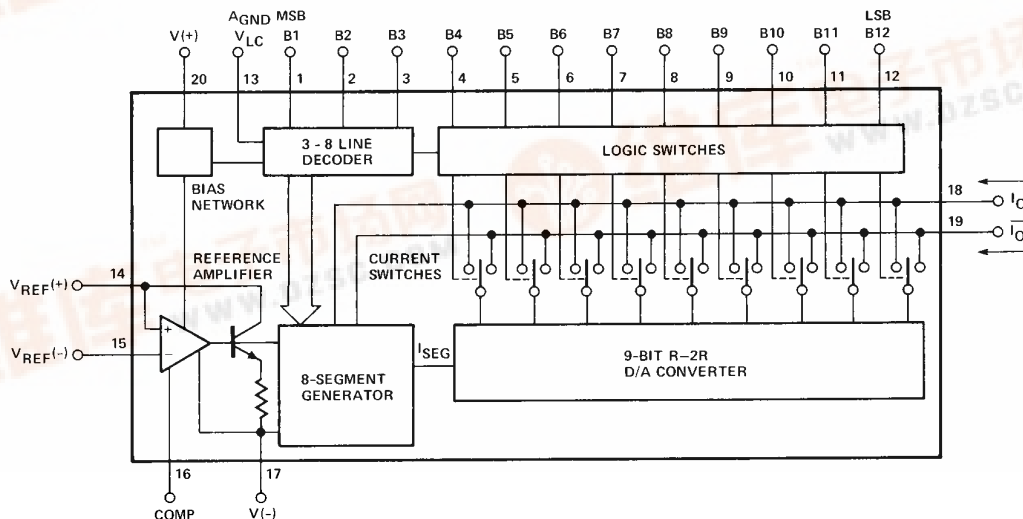 AGND MSB LSB
V(+) VLC B1 B2 B3 B4 B5 B6 B7 B8 B9 B10 B11 B12
20 13 1 2 3 4 5 6 7 8 9 10 11 12
3 - 8 LINE
DECODER
LOGIC SWITCHES
BIAS
NETWORK
18
19
REFERENCE
AMPLIFIER
CURRENT
SWITCHES
14
VREF(+)
+
15
VREF(-)
−
8-SEGMENT
GENERATOR
ISEG
9-BIT R-2R
D/A CONVERTER
16 17
COMP V(-)